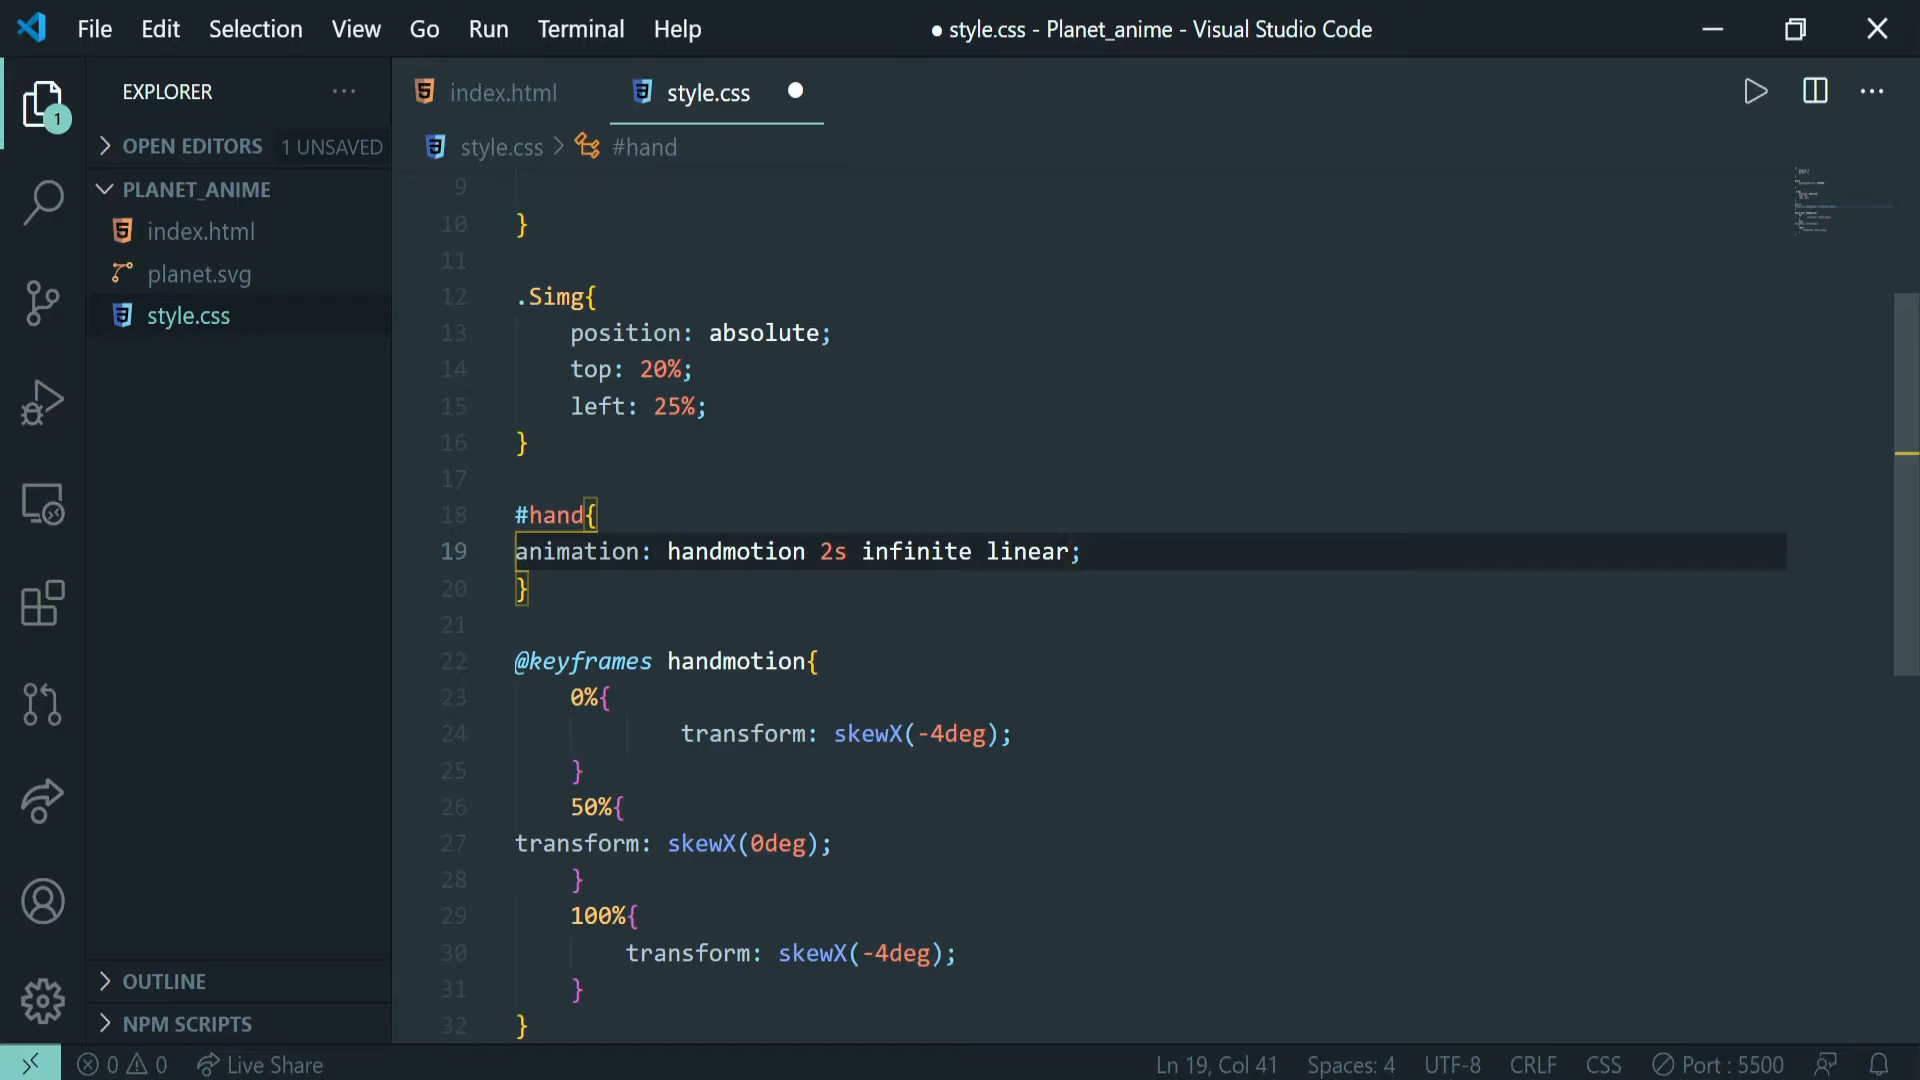 File Edit Selection View Go Run Terminal Help
● style.css - Planet_anime - Visual Studio Code
EXPLORER
1
OPEN EDITORS 1 UNSAVED
PLANET_ANIME
index.html
planet.svg
style.css
OUTLINE
NPM SCRIPTS
index.html style.css
style.css > #hand
9
10 }
11
12 .Simg{
13 position: absolute;
14 top: 20%;
15 left: 25%;
16 }
17
18 #hand{
19 animation: handmotion 2s infinite linear;
20 }
21
22 @keyframes handmotion{
23 0%{
24 transform: skewX(-4deg);
25 }
26 50%{
27 transform: skewX(0deg);
28 }
29 100%{
30 transform: skewX(-4deg);
31 }
32 }
0 0 Live Share Ln 19, Col 41 Spaces: 4 UTF-8 CRLF CSS Port : 5500